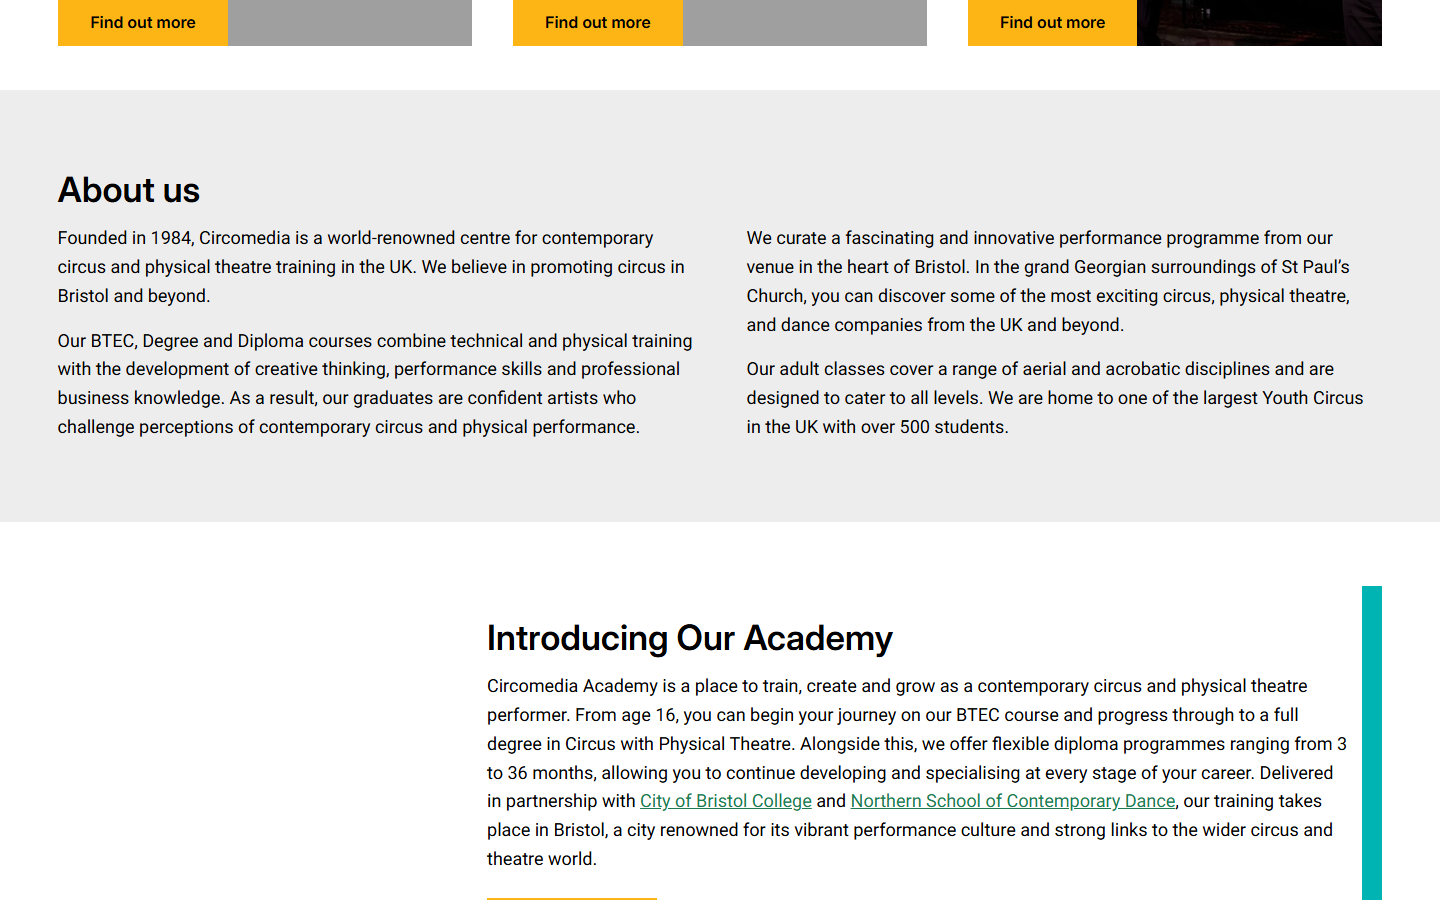 Find out more
Find out more
Find out more
About us
Founded in 1984, Circomedia is a world-renowned centre for contemporary
circus and physical theatre training in the UK. We believe in promoting circus in
Bristol and beyond.
Our BTEC, Degree and Diploma courses combine technical and physical training
with the development of creative thinking, performance skills and professional
business knowledge. As a result, our graduates are confident artists who
challenge perceptions of contemporary circus and physical performance.
We curate a fascinating and innovative performance programme from our
venue in the heart of Bristol. In the grand Georgian surroundings of St Paul’s
Church, you can discover some of the most exciting circus, physical theatre,
and dance companies from the UK and beyond.
Our adult classes cover a range of aerial and acrobatic disciplines and are
designed to cater to all levels. We are home to one of the largest Youth Circus
in the UK with over 500 students.
Introducing Our Academy
Circomedia Academy is a place to train, create and grow as a contemporary circus and physical theatre
performer. From age 16, you can begin your journey on our BTEC course and progress through to a full
degree in Circus with Physical Theatre. Alongside this, we offer flexible diploma programmes ranging from 3
to 36 months, allowing you to continue developing and specialising at every stage of your career. Delivered
in partnership with City of Bristol College and Northern School of Contemporary Dance, our training takes
place in Bristol, a city renowned for its vibrant performance culture and strong links to the wider circus and
theatre world.